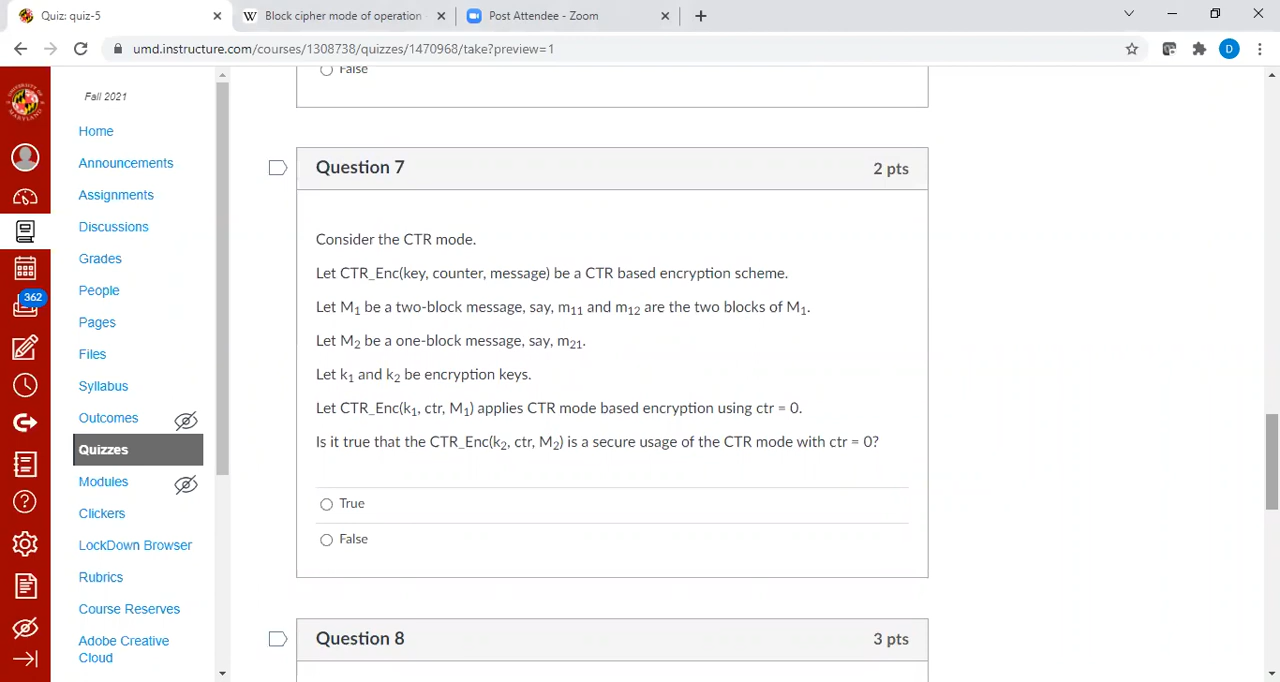 Quiz: quiz-5
Block cipher mode of operation -
Post Attendee - Zoom
umd.instructure.com/courses/1308738/quizzes/1470968/take?preview=1
D
UNIVERSITY OF MARYLAND
362
Fall 2021
Home
Announcements
Assignments
Discussions
Grades
People
Pages
Files
Syllabus
Outcomes
Quizzes
Modules
Clickers
LockDown Browser
Rubrics
Course Reserves
Adobe Creative
Cloud
False
Question 7
2 pts
Consider the CTR mode.
Let CTR_Enc(key, counter, message) be a CTR based encryption scheme.
Let M₁ be a two-block message, say, m₁₁ and m₁₂ are the two blocks of M₁.
Let M₂ be a one-block message, say, m₂₁.
Let k₁ and k₂ be encryption keys.
Let CTR_Enc(k₁, ctr, M₁) applies CTR mode based encryption using ctr = 0.
Is it true that the CTR_Enc(k₂, ctr, M₂) is a secure usage of the CTR mode with ctr = 0?
True
False
Question 8
3 pts